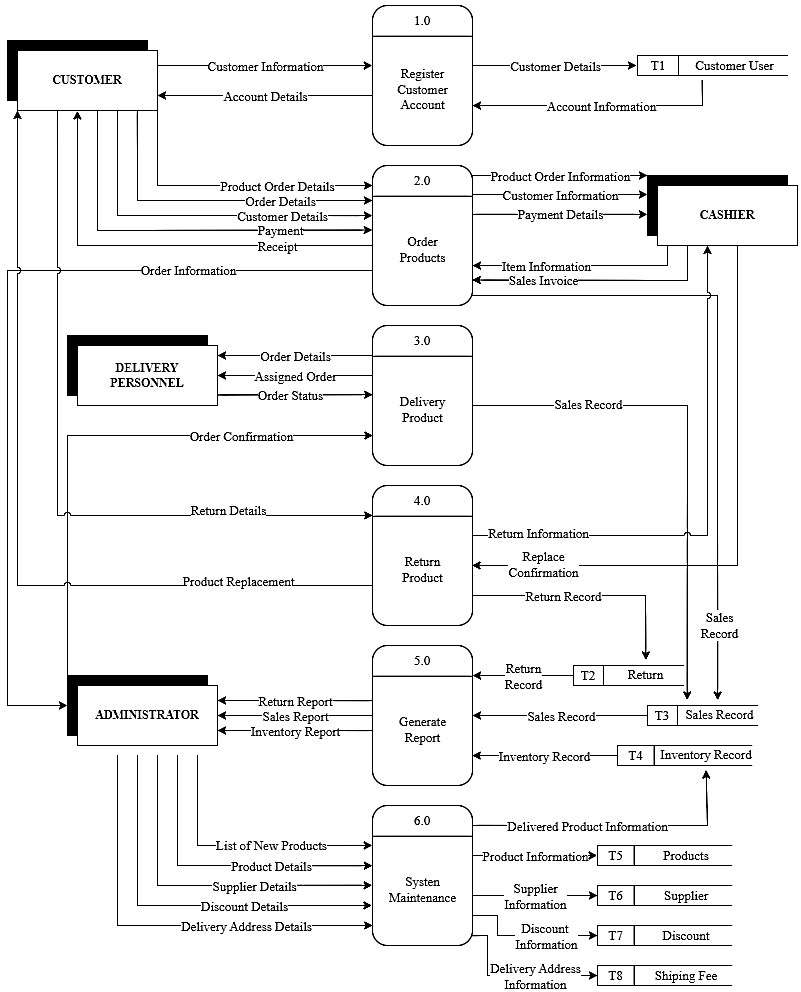 1.0
Register
Customer
Account
CUSTOMER
Customer Information
Account Details
Customer Details
T1
Customer User
Account Information
2.0
Order
Products
Product Order Details
Order Details
Customer Details
Payment
Receipt
Order Information
Product Order Information
Customer Information
Payment Details
CASHIER
Item Information
Sales Invoice
3.0
Delivery
Product
DELIVERY
PERSONNEL
Order Details
Assigned Order
Order Status
Order Confirmation
Sales Record
4.0
Return
Product
Return Details
Product Replacement
Return Information
Replace
Confirmation
Return Record
Sales
Record
5.0
Generate
Report
ADMINISTRATOR
Return Report
Sales Report
Inventory Report
Return
Record
T2
Return
Sales Record
T3
Sales Record
Inventory Record
T4
Inventory Record
6.0
Systen
Maintenance
List of New Products
Product Details
Supplier Details
Discount Details
Delivery Address Details
Delivered Product Information
Product Information
T5
Products
Supplier
Information
T6
Supplier
Discount
Information
T7
Discount
Delivery Address
Information
T8
Shiping Fee